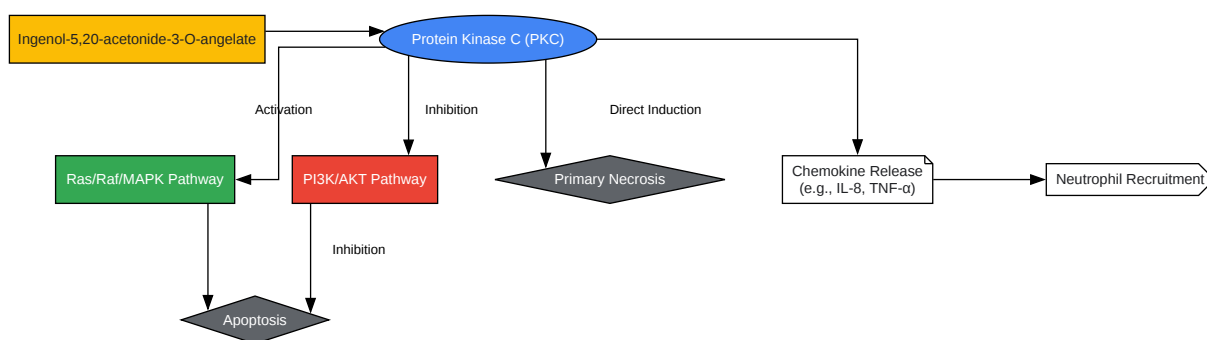 Ingenol-5,20-acetonide-3-O-angelate
Protein Kinase C (PKC)
Activation
Inhibition
Direct Induction
Ras/Raf/MAPK Pathway
PI3K/AKT Pathway
Primary Necrosis
Chemokine Release
(e.g., IL-8, TNF-α)
Neutrophil Recruitment
Inhibition
Apoptosis